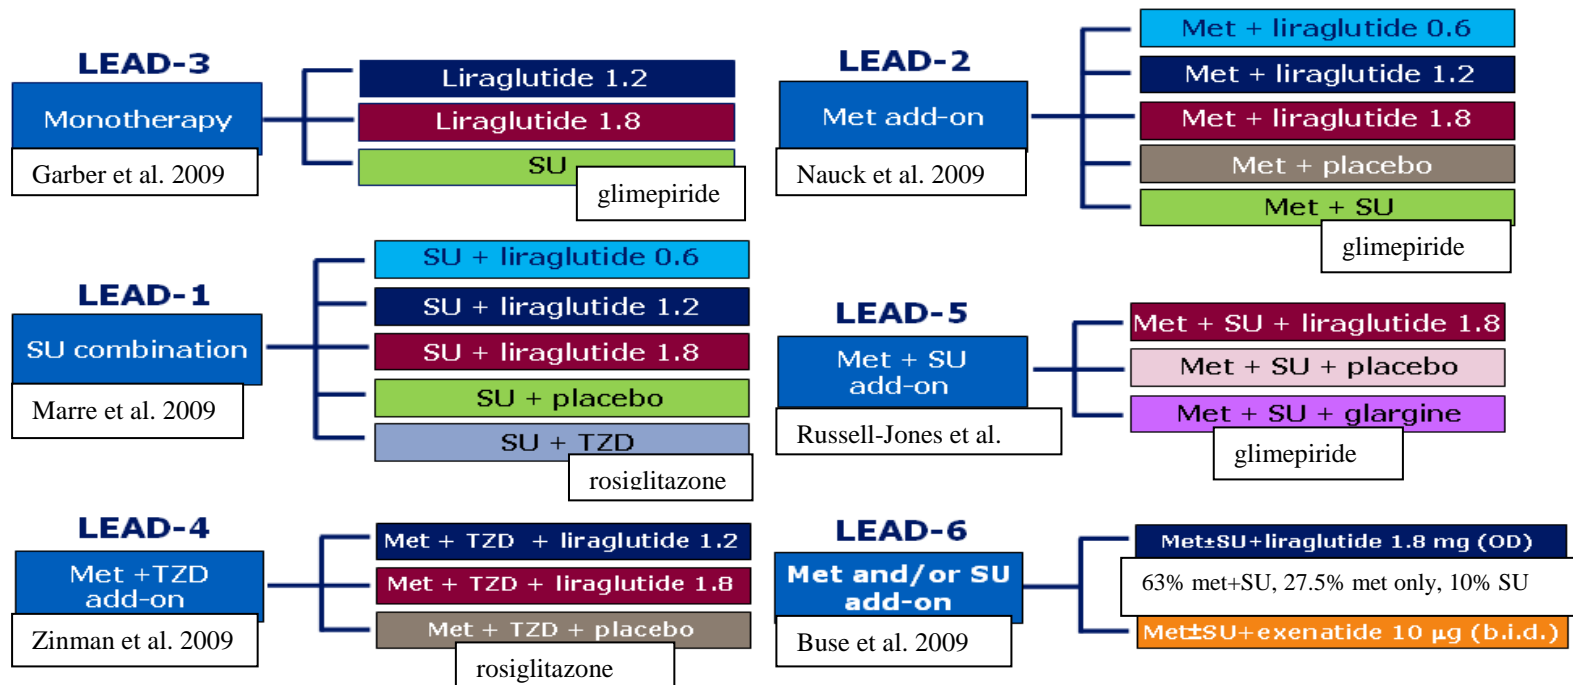 LEAD-3
Monotherapy
Garber et al. 2009
Liraglutide 1.2
Liraglutide 1.8
SU
glimepiride
LEAD-2
Met add-on
Nauck et al. 2009
Met + liraglutide 0.6
Met + liraglutide 1.2
Met + liraglutide 1.8
Met + placebo
Met + SU
glimepiride
LEAD-1
SU combination
Marre et al. 2009
SU + liraglutide 0.6
SU + liraglutide 1.2
SU + liraglutide 1.8
SU + placebo
SU + TZD
rosiglitazone
LEAD-5
Met + SU
add-on
Russell-Jones et al.
Met + SU + liraglutide 1.8
Met + SU + placebo
Met + SU + glargine
glimepiride
LEAD-4
Met +TZD
add-on
Zinman et al. 2009
Met + TZD + liraglutide 1.2
Met + TZD + liraglutide 1.8
Met + TZD + placebo
rosiglitazone
LEAD-6
Met and/or SU
add-on
Buse et al. 2009
Met±SU+liraglutide 1.8 mg (OD)
63% met+SU, 27.5% met only, 10% SU
Met±SU+exenatide 10 µg (b.i.d.)